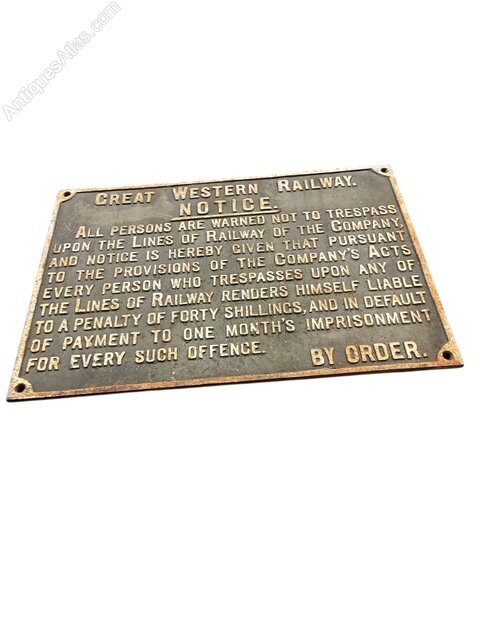 AntiquesAtlas.com
GREAT WESTERN RAILWAY.
NOTICE.
ALL PERSONS ARE WARNED NOT TO TRESPASS
UPON THE LINES OF RAILWAY OF THE COMPANY,
AND NOTICE IS HEREBY GIVEN THAT PURSUANT
TO THE PROVISIONS OF THE COMPANY'S ACTS
EVERY PERSON WHO TRESPASSES UPON ANY OF
THE LINES OF RAILWAY RENDERS HIMSELF LIABLE
TO A PENALTY OF FORTY SHILLINGS, AND IN DEFAULT
OF PAYMENT TO ONE MONTH'S IMPRISONMENT
FOR EVERY SUCH OFFENCE.
BY ORDER.